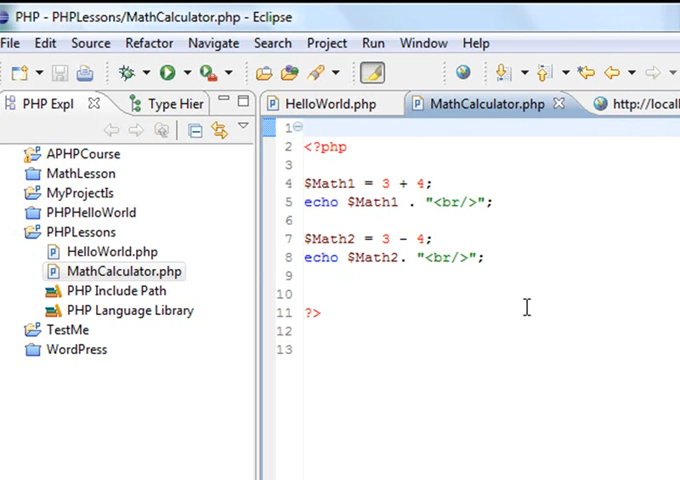 PHP - PHPLessons/MathCalculator.php - Eclipse
File Edit Source Refactor Navigate Search Project Run Window Help
PHP Expl Type Hier HelloWorld.php MathCalculator.php http://local
APHPCourse
MathLesson
MyProjectIs
PHPHelloWorld
PHPLessons
HelloWorld.php
MathCalculator.php
PHP Include Path
PHP Language Library
TestMe
WordPress
1
2 <?php
3
4 $Math1 = 3 + 4;
5 echo $Math1 . "<br/>";
6
7 $Math2 = 3 - 4;
8 echo $Math2. "<br/>";
9
10
11 ?>
12
13